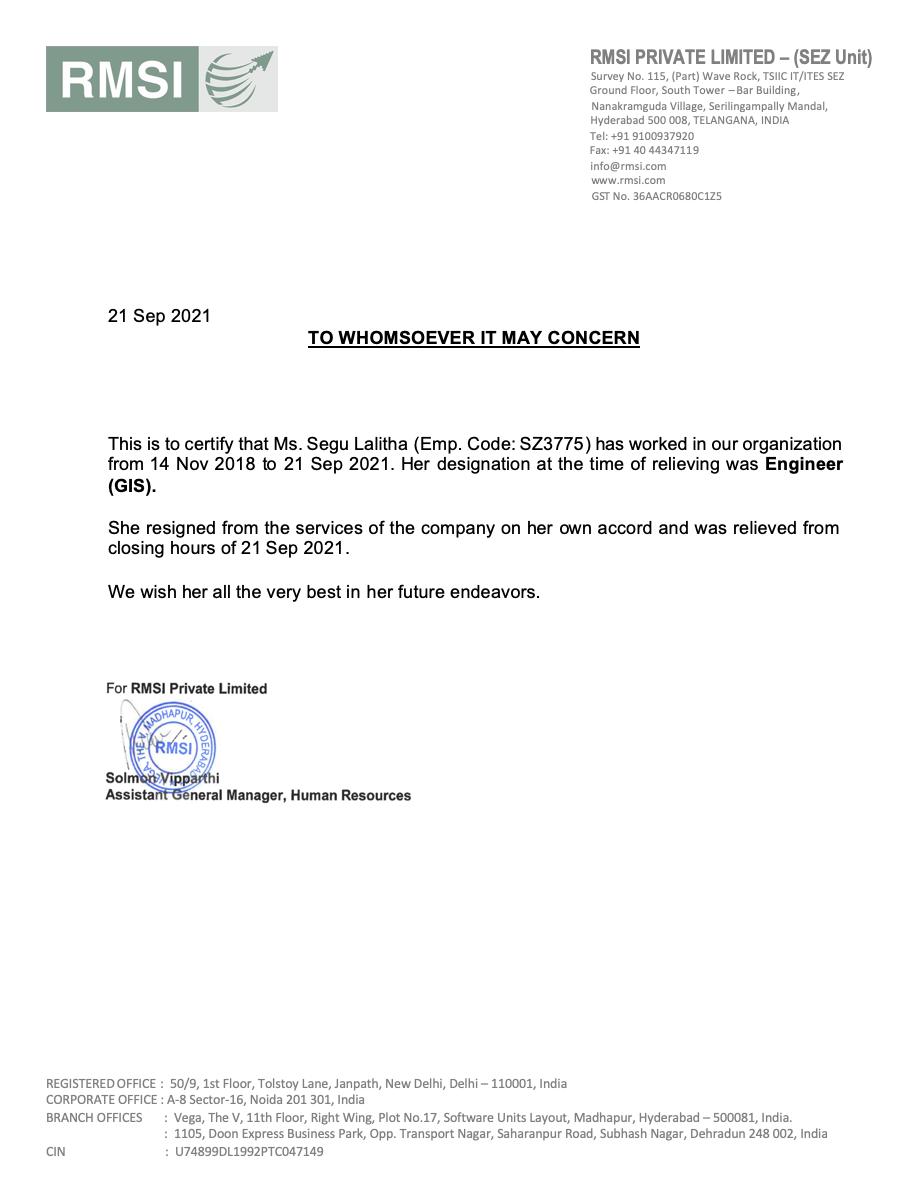 RMSI
RMSI PRIVATE LIMITED – (SEZ Unit)
Survey No. 115, (Part) Wave Rock, TSIIC IT/ITES SEZ
Ground Floor, South Tower – Bar Building,
Nanakramguda Village, Serilingampally Mandal,
Hyderabad 500 008, TELANGANA, INDIA
Tel: +91 9100937920
Fax: +91 40 44347119
info@rmsi.com
www.rmsi.com
GST No. 36AACR0680C1Z5
21 Sep 2021
TO WHOMSOEVER IT MAY CONCERN
This is to certify that Ms. Segu Lalitha (Emp. Code: SZ3775) has worked in our organization
from 14 Nov 2018 to 21 Sep 2021. Her designation at the time of relieving was Engineer
(GIS).
She resigned from the services of the company on her own accord and was relieved from
closing hours of 21 Sep 2021.
We wish her all the very best in her future endeavors.
For RMSI Private Limited
THE V, MADHAPUR, HYDERABAD
RMSI
Solmon Vipparthi
Assistant General Manager, Human Resources
REGISTERED OFFICE : 50/9, 1st Floor, Tolstoy Lane, Janpath, New Delhi, Delhi – 110001, India
CORPORATE OFFICE : A-8 Sector-16, Noida 201 301, India
BRANCH OFFICES : Vega, The V, 11th Floor, Right Wing, Plot No.17, Software Units Layout, Madhapur, Hyderabad – 500081, India.
: 1105, Doon Express Business Park, Opp. Transport Nagar, Saharanpur Road, Subhash Nagar, Dehradun 248 002, India
CIN : U74899DL1992PTC047149